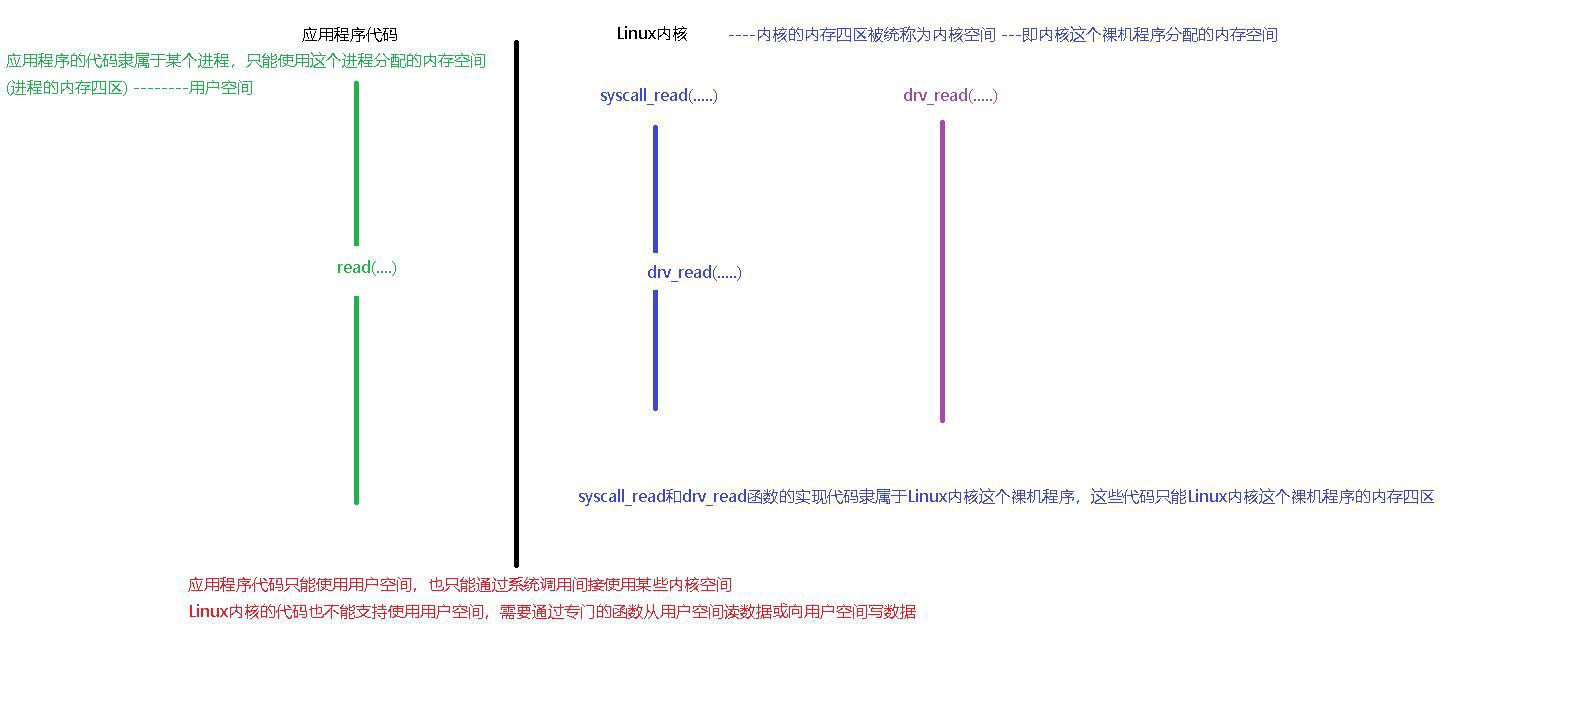 应用程序代码
Linux内核 ----内核的内存四区被统称为内核空间 ---即内核这个裸机程序分配的内存空间
应用程序的代码隶属于某个进程，只能使用这个进程分配的内存空间
(进程的内存四区) --------用户空间
syscall_read(.....)
drv_read(.....)
read(....)
drv_read(.....)
syscall_read和drv_read函数的实现代码隶属于Linux内核这个裸机程序，这些代码只能Linux内核这个裸机程序的内存四区
应用程序代码只能使用用户空间，也只能通过系统调用间接使用某些内核空间
Linux内核的代码也不能支持使用用户空间，需要通过专门的函数从用户空间读数据或向用户空间写数据